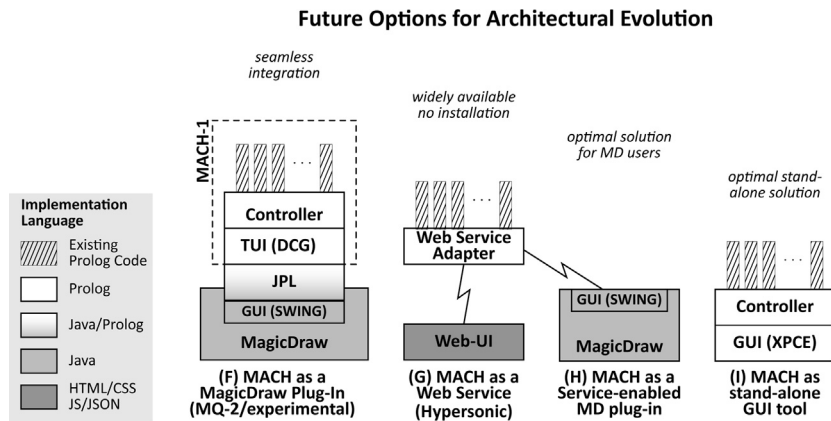 Future Options for Architectural Evolution
seamless
integration
widely available
no installation
optimal solution
for MD users
optimal stand-
alone solution
MACH-1
. . .
Controller
TUI (DCG)
JPL
GUI (SWING)
MagicDraw
(F) MACH as a
MagicDraw Plug-In
(MQ-2/experimental)
. . .
Web Service
Adapter
Web-UI
(G) MACH as a
Web Service
(Hypersonic)
GUI (SWING)
MagicDraw
(H) MACH as a
Service-enabled
MD plug-in
. . .
Controller
GUI (XPCE)
(I) MACH as
stand-alone
GUI tool
Implementation
Language
Existing
Prolog Code
Prolog
Java/Prolog
Java
HTML/CSS
JS/JSON